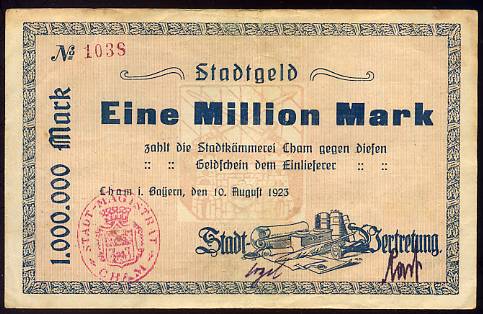 № 1038
Stadtgeld
Eine Million Mark
1.000.000 Mark
zahlt die Stadtkämmerei Cham gegen diesen
:: :: Geldschein dem Einlieferer :: ::
Cham i. Bayern, den 10. August 1923
STADT-MAGISTRAT
CHAM
Stadt-Vertretung.